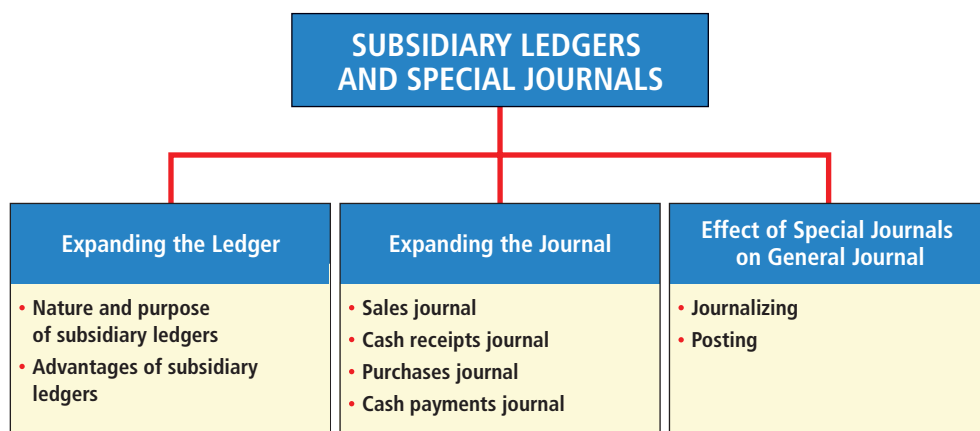 SUBSIDIARY LEDGERS
AND SPECIAL JOURNALS
Expanding the Ledger
• Nature and purpose
of subsidiary ledgers
• Advantages of subsidiary
ledgers
Expanding the Journal
• Sales journal
• Cash receipts journal
• Purchases journal
• Cash payments journal
Effect of Special Journals
on General Journal
• Journalizing
• Posting